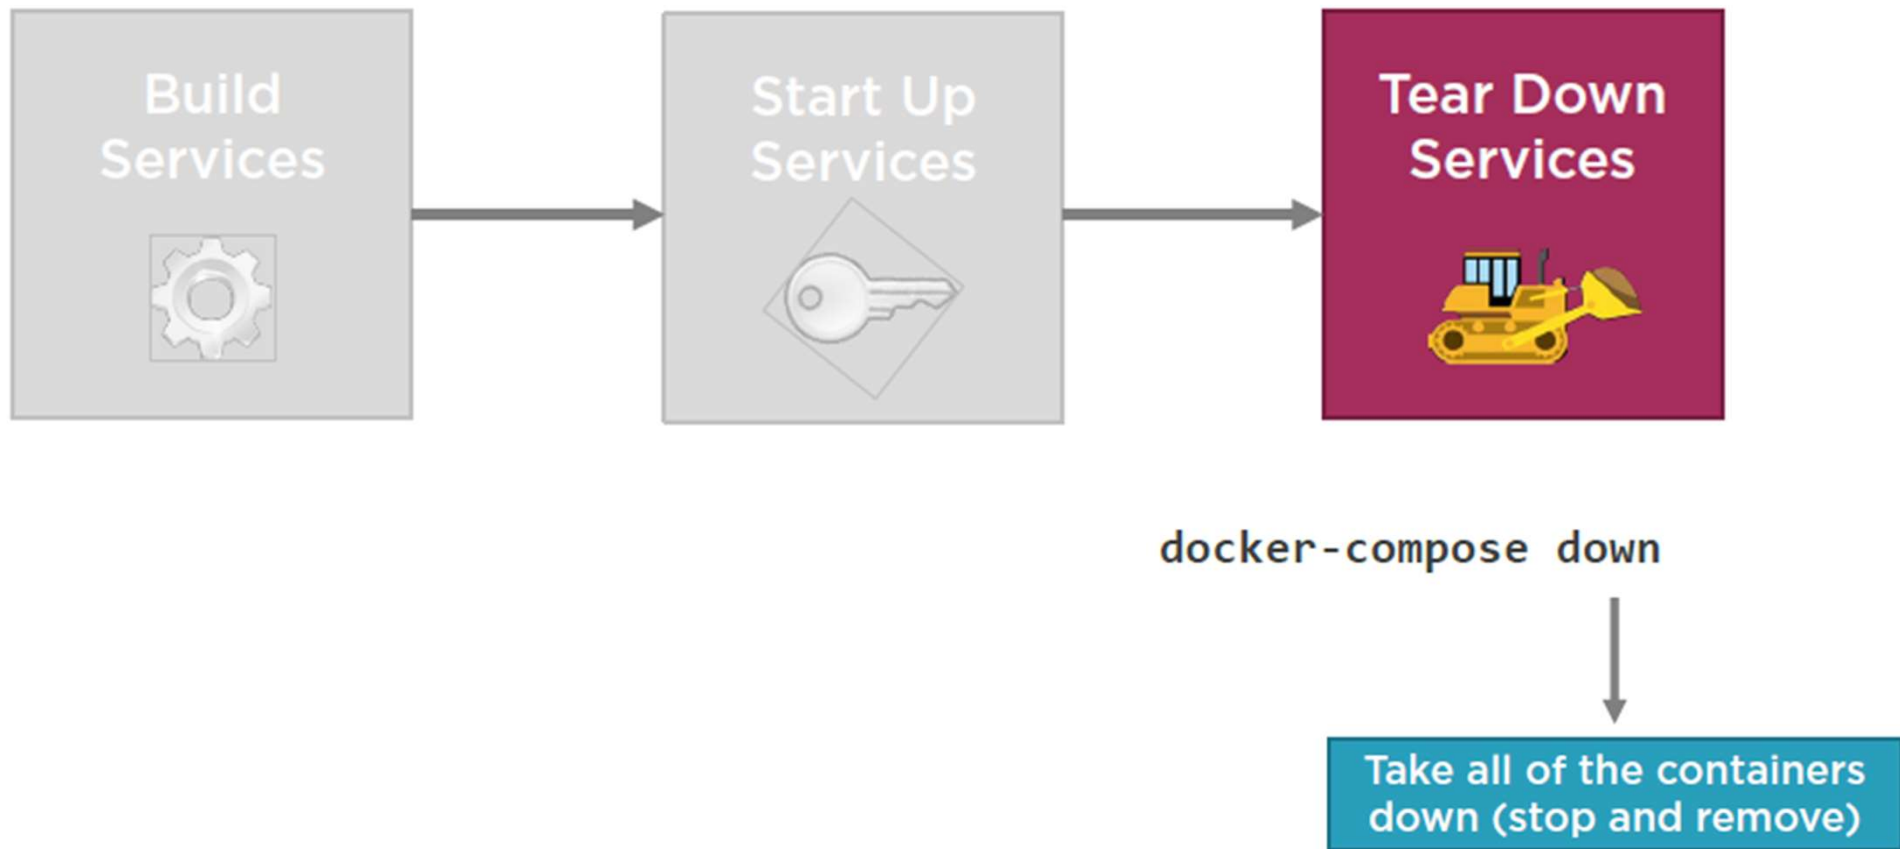 Build
Services
Start Up
Services
Tear Down
Services
docker-compose down
Take all of the containers
down (stop and remove)